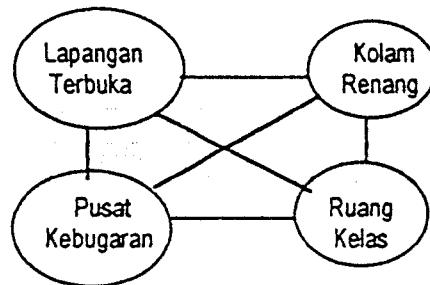 Lapangan
Terbuka
Kolam
Renang
Pusat
Kebugaran
Ruang
Kelas